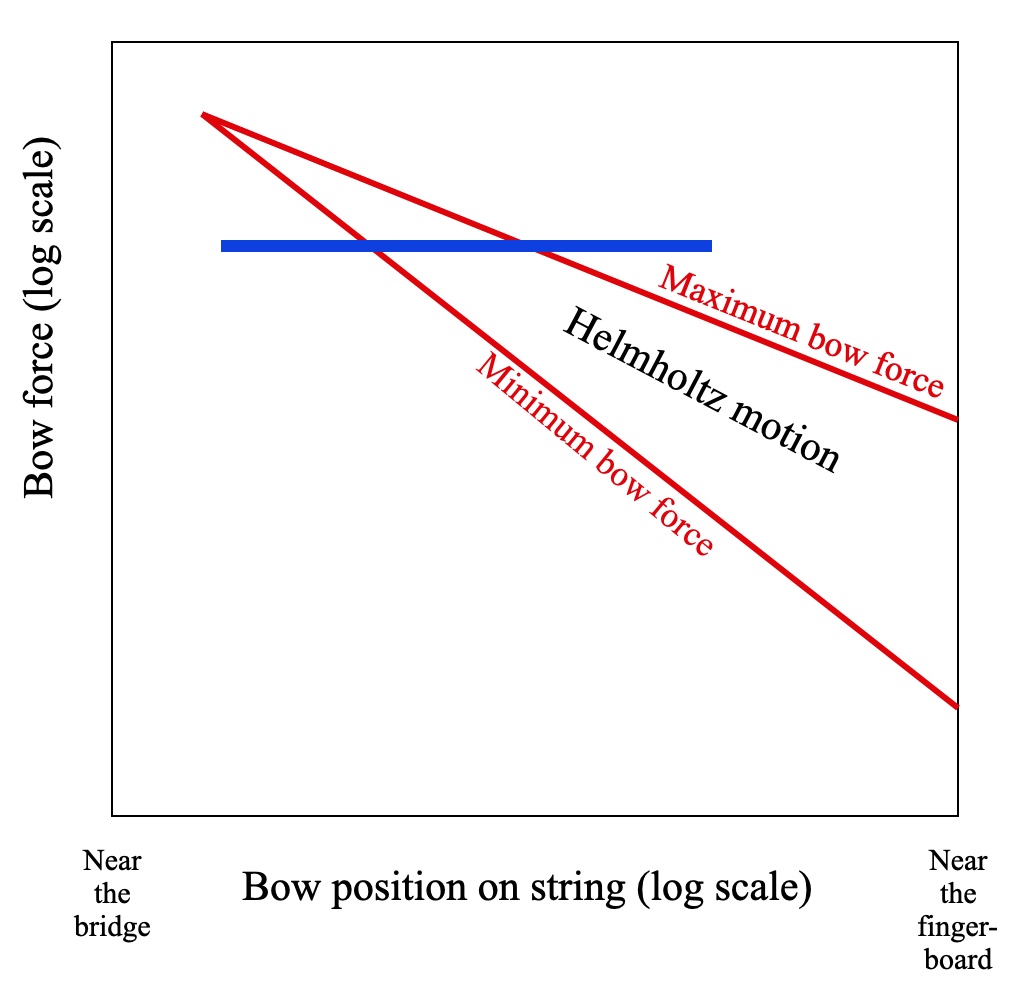 Bow force (log scale)
Maximum bow force
Helmholtz motion
Minimum bow force
Near
the
bridge
Bow position on string (log scale)
Near
the
finger-
board